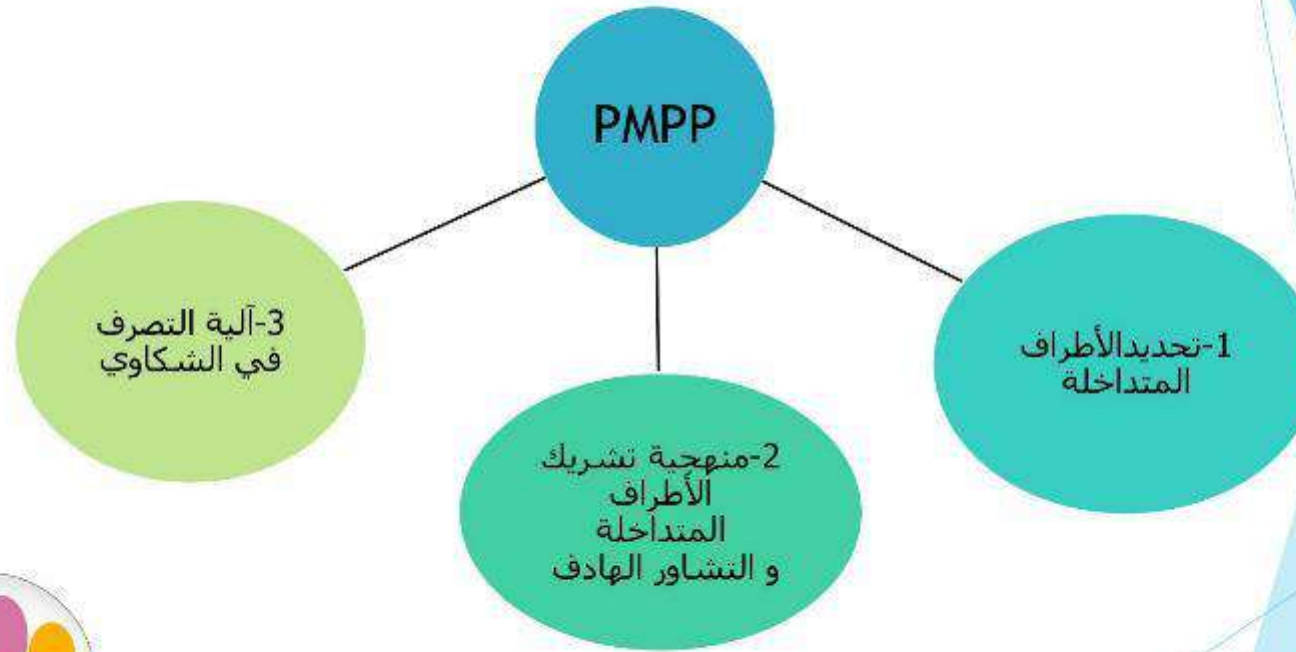 PMPP
1-تحديدالأطراف
المتداخلة
2-منهجية تشريك
الأطراف
المتداخلة
و التشاور الهادف
3-آلية التصرف
في الشكاوي